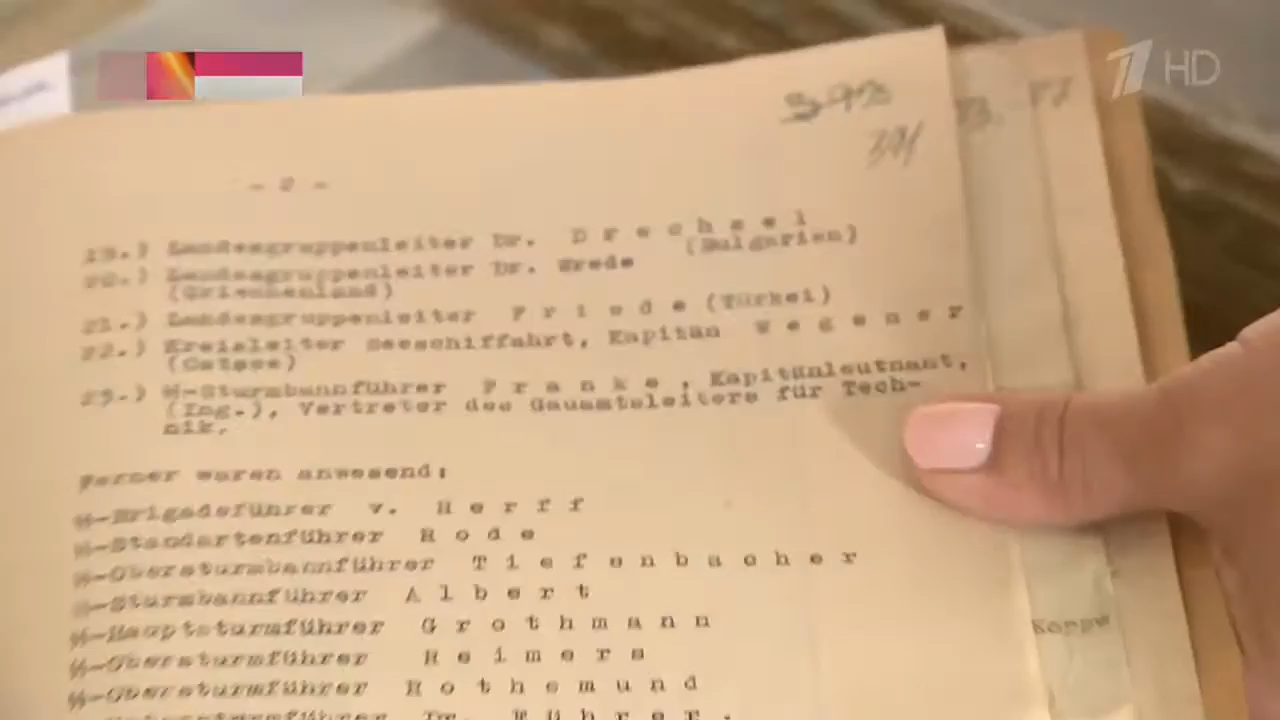 HD
- 2 -
19.) Landesgruppenleiter Dr. D r e c h s e l
(Bulgarien)
20.) Landesgruppenleiter Dr. Wrede
(Griechenland)
21.) Landesgruppenleiter F r i e d e (Türkei)
22.) Kreisleiter Seeschiffahrt, Kapitän W e g e n e r
(Ostsee)
23.) SS-Sturmbannführer F r a n k e , Kapitänleutnant,
(Ing.), Vertreter des Gauamtsleiters für Tech-
nik.
Ferner waren anwesend:
SS-Brigadeführer v. H e r f f
SS-Standartenführer R o d e
SS-Obersturmbannführer T i e f e n b a c h e r
SS-Sturmbannführer A l b e r t
SS-Hauptsturmführer G r o t h m a n n
SS-Obersturmführer R e i m e r s
SS-Obersturmführer R o t h e m u n d